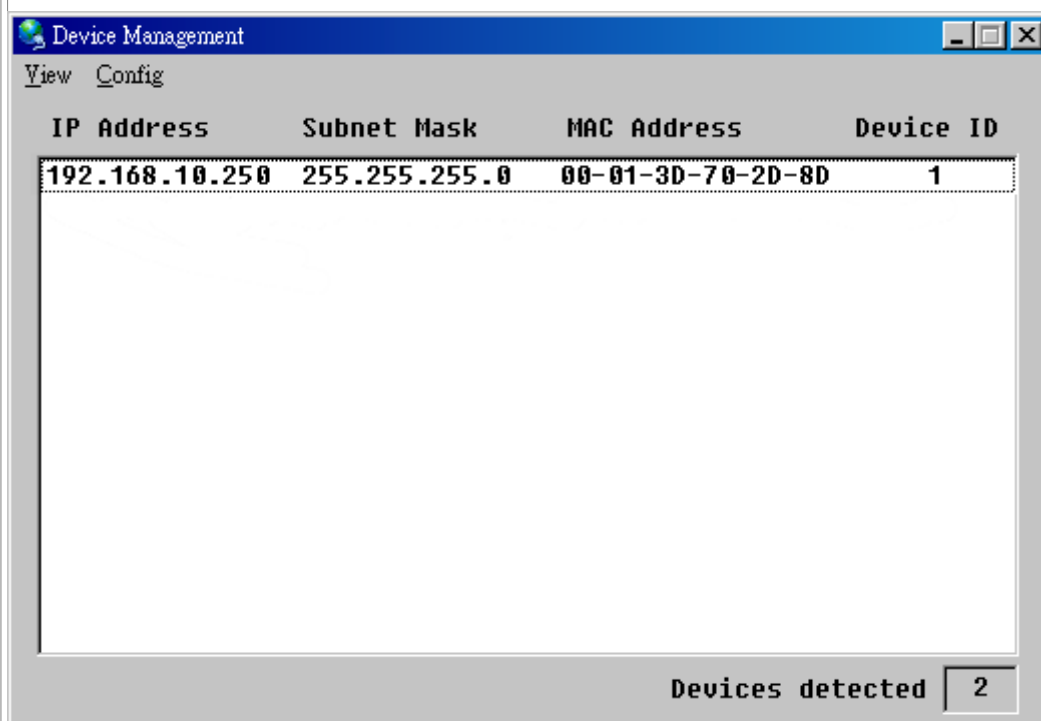 Device Management
View Config
IP Address Subnet Mask MAC Address Device ID
192.168.10.250 255.255.255.0 00-01-3D-70-2D-8D 1
Devices detected 2